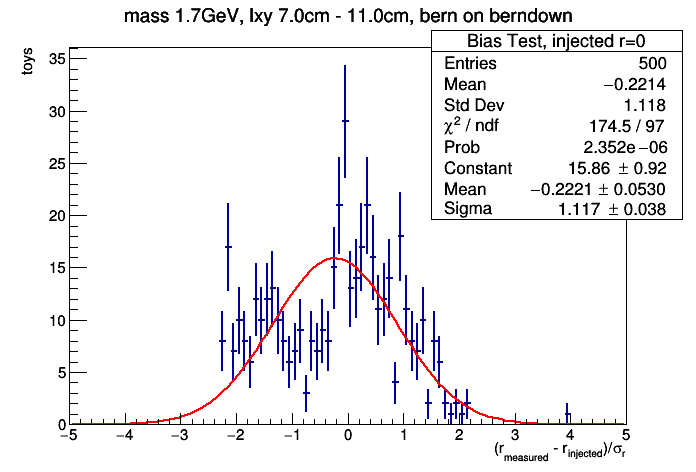 mass 1.7GeV, lxy 7.0cm - 11.0cm, bern on berndown
Bias Test, injected r=0
Entries 500
Mean −0.2214
Std Dev 1.118
χ² / ndf 174.5 / 97
Prob 2.352e−06
Constant 15.86 ± 0.92
Mean −0.2221 ± 0.0530
Sigma 1.117 ± 0.038
toys
35
30
25
20
15
10
5
0
−5 −4 −3 −2 −1 0 1 2 3 4 5
(r_measured - r_injected)/σ_r